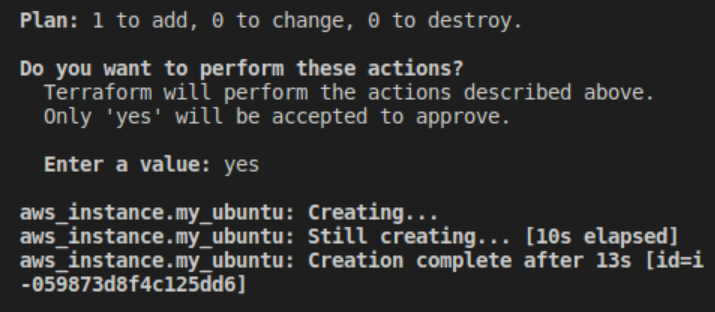 Plan: 1 to add, 0 to change, 0 to destroy.
Do you want to perform these actions?
Terraform will perform the actions described above.
Only 'yes' will be accepted to approve.
Enter a value: yes
aws_instance.my_ubuntu: Creating...
aws_instance.my_ubuntu: Still creating... [10s elapsed]
aws_instance.my_ubuntu: Creation complete after 13s [id=i
-059873d8f4c125dd6]